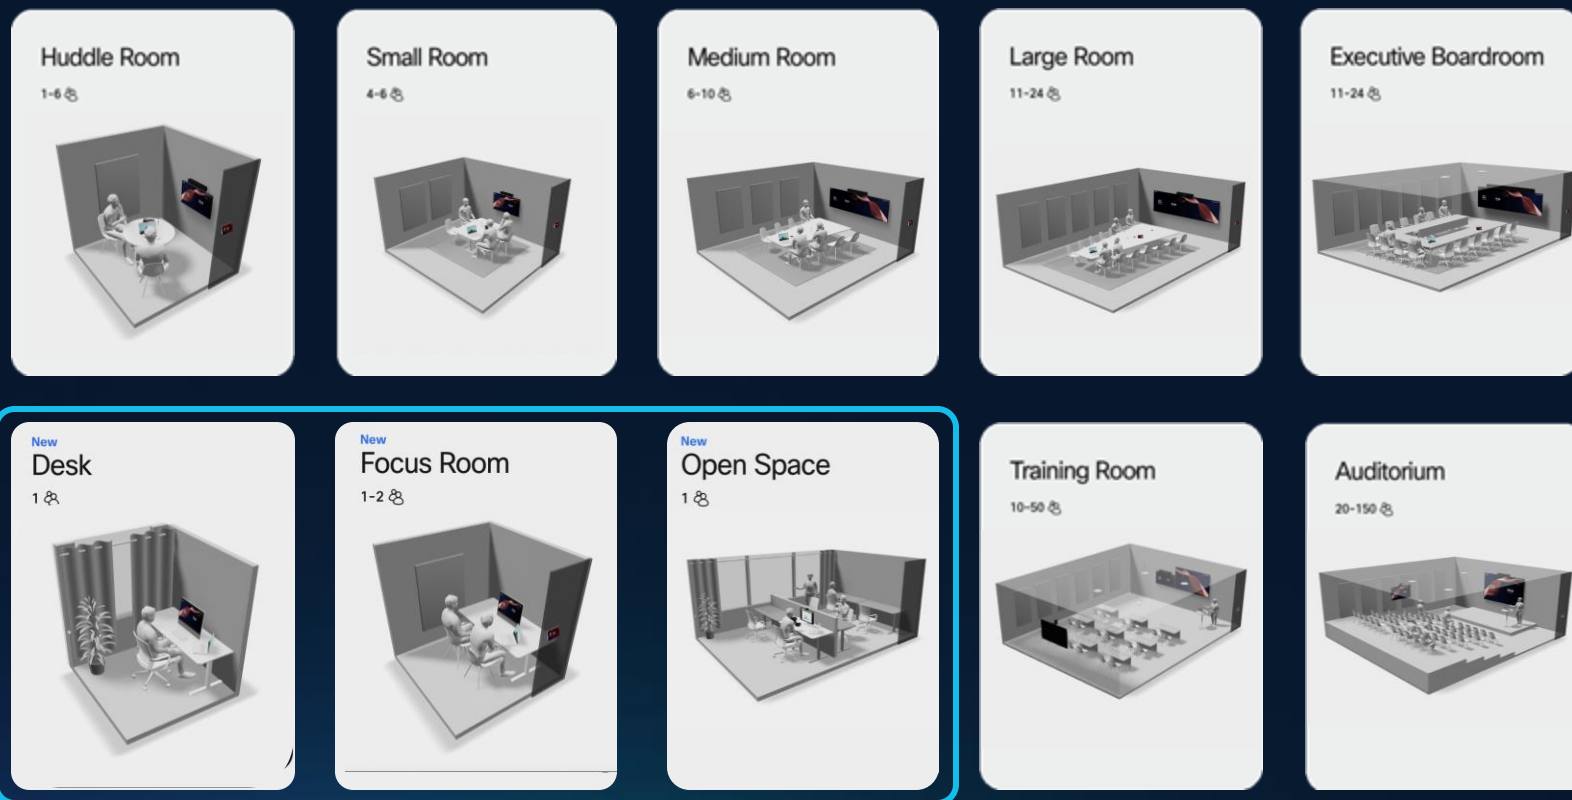 Huddle Room
1-6
Small Room
4-6
Medium Room
6-10
Large Room
11-24
Executive Boardroom
11-24
New
Desk
1
New
Focus Room
1-2
New
Open Space
1
Training Room
10-50
Auditorium
20-150